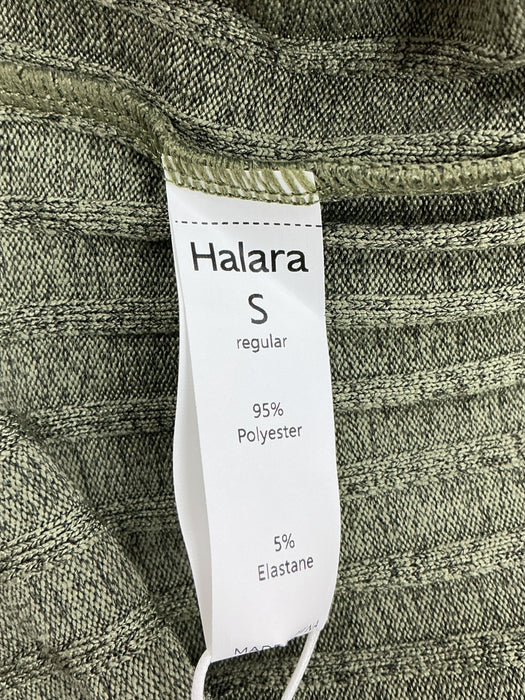 Halara
S
regular
95%
Polyester
5%
Elastane